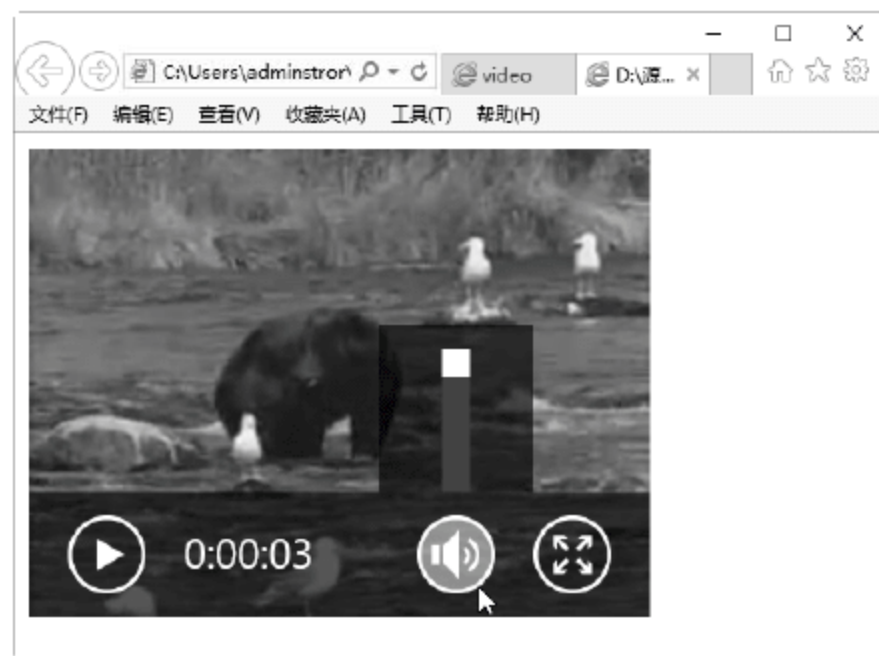 C:\Users\adminstror\
video
D:\源...
文件(F) 编辑(E) 查看(V) 收藏夹(A) 工具(T) 帮助(H)
0:00:03